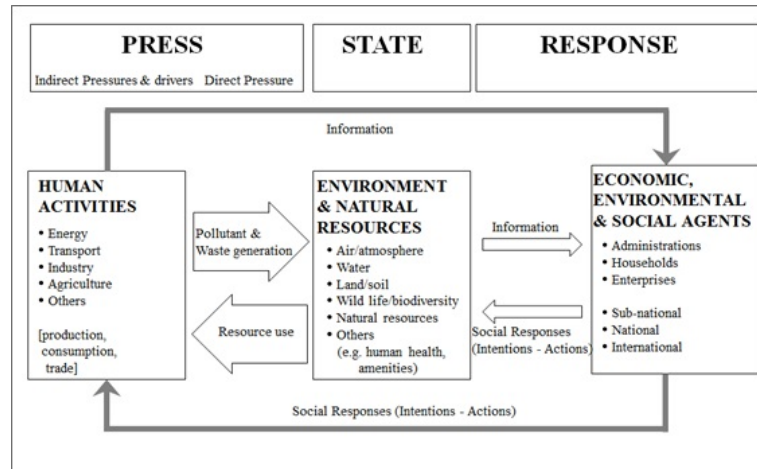 PRESS
Indirect Pressures & drivers Direct Pressure
STATE
RESPONSE
Information
HUMAN
ACTIVITIES
• Energy
• Transport
• Industry
• Agriculture
• Others
[production,
consumption,
trade]
Pollutant &
Waste generation
Resource use
ENVIRONMENT
& NATURAL
RESOURCES
• Air/atmosphere
• Water
• Land/soil
• Wild life/biodiversity
• Natural resources
• Others
(e.g. human health,
amenities)
Information
Social Responses
(Intentions - Actions)
ECONOMIC,
ENVIRONMENTAL
& SOCIAL AGENTS
• Administrations
• Households
• Enterprises
• Sub-national
• National
• International
Social Responses (Intentions - Actions)